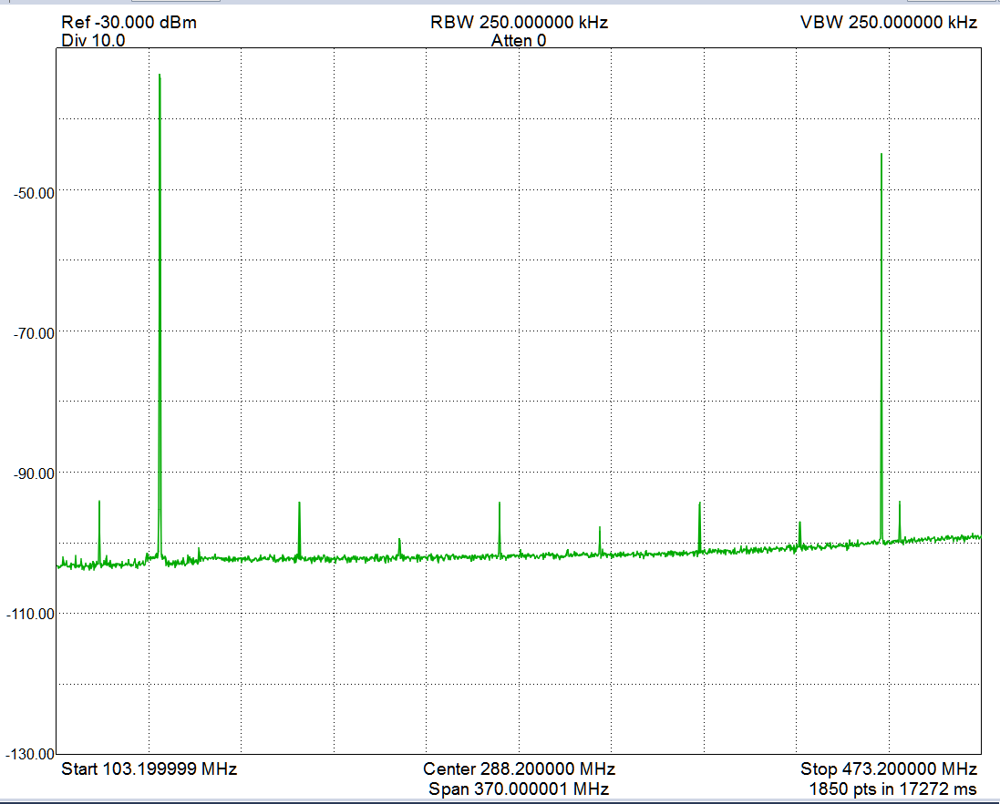 Ref -30.000 dBm RBW 250.000000 kHz VBW 250.000000 kHz
Div 10.0 Atten 0
-50.00
-70.00
-90.00
-110.00
-130.00
Start 103.199999 MHz Center 288.200000 MHz Stop 473.200000 MHz
Span 370.000001 MHz 1850 pts in 17272 ms